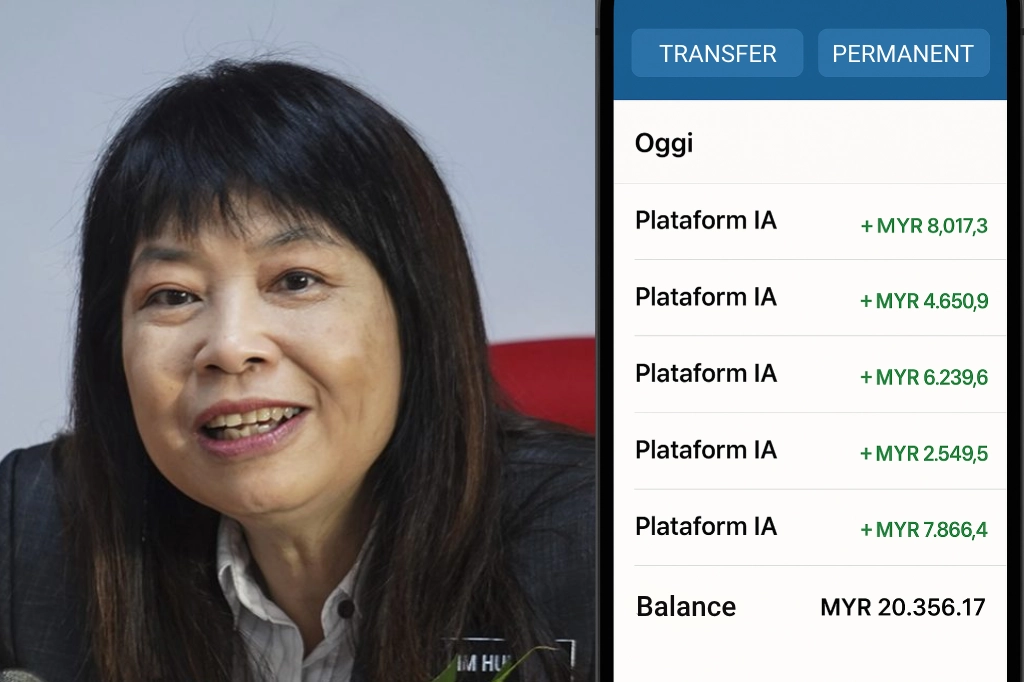 TRANSFER PERMANENT
Oggi
Plataform IA + MYR 8,017,3
Plataform IA + MYR 4.650,9
Plataform IA + MYR 6.239,6
Plataform IA + MYR 2.549,5
Plataform IA + MYR 7.866,4
Balance MYR 20.356.17
IM HU